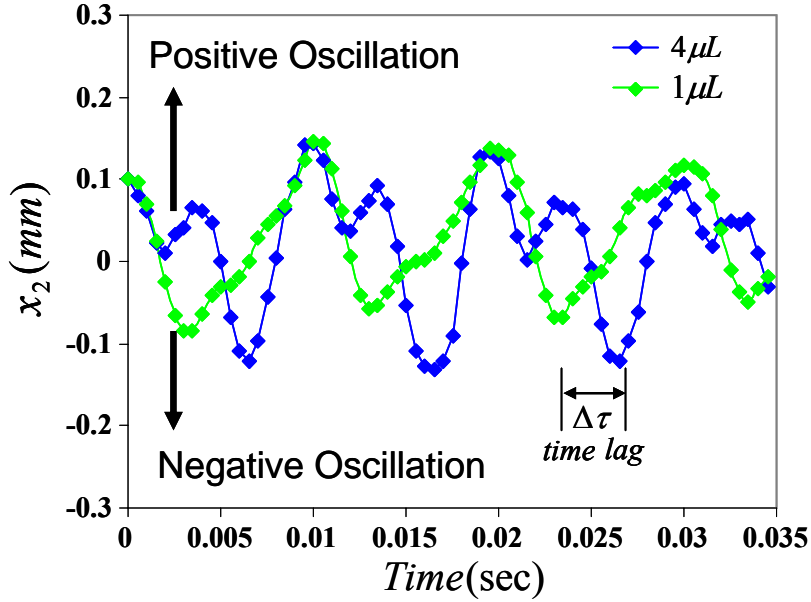 0.3
0.2
0.1
0
-0.1
-0.2
-0.3
x₂(mm)
Positive Oscillation
4μL
1μL
Δτ
time lag
Negative Oscillation
0 0.005 0.01 0.015 0.02 0.025 0.03 0.035
Time(sec)